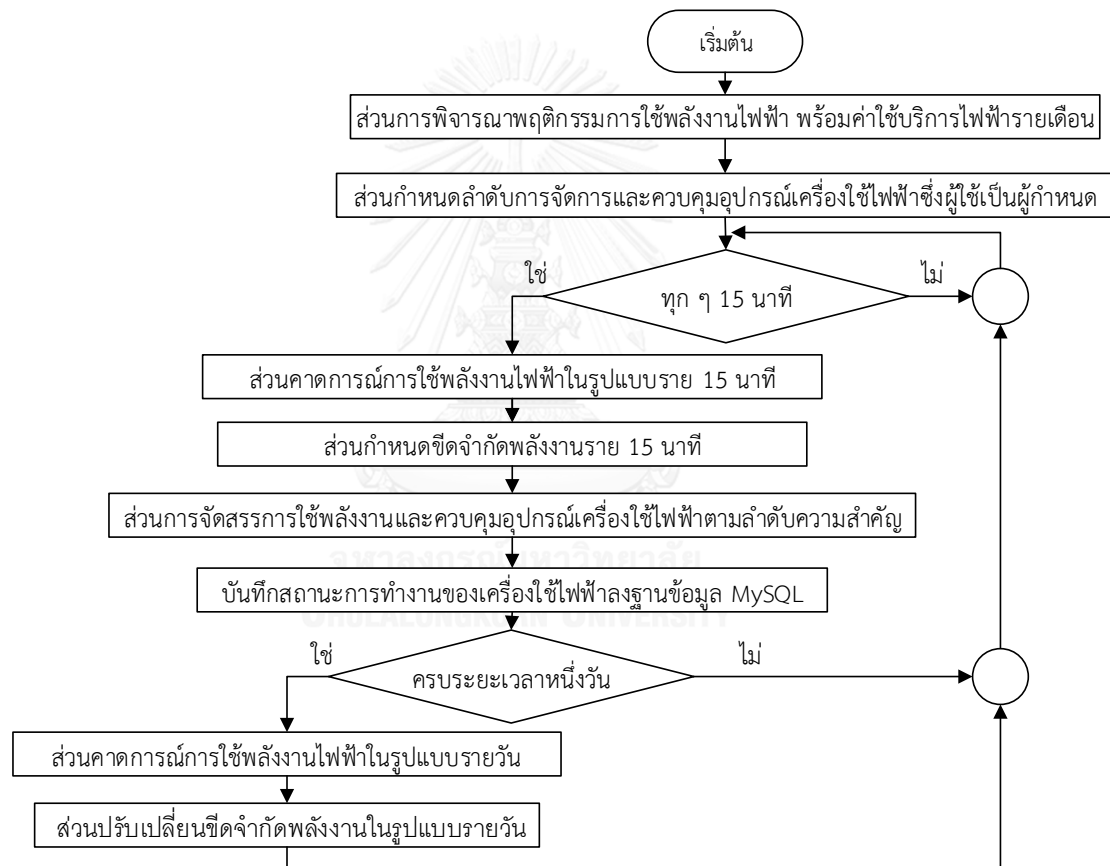 เริ่มต้น
ส่วนการพิจารณาพฤติกรรมการใช้พลังงานไฟฟ้า พร้อมค่าใช้บริการไฟฟ้ารายเดือน
ส่วนกำหนดลำดับการจัดการและควบคุมอุปกรณ์เครื่องใช้ไฟฟ้าซึ่งผู้ใช้เป็นผู้กำหนด
ใช่
ไม่
ทุก ๆ 15 นาที
ส่วนคาดการณ์การใช้พลังงานไฟฟ้าในรูปแบบราย 15 นาที
ส่วนกำหนดขีดจำกัดพลังงานราย 15 นาที
ส่วนการจัดสรรการใช้พลังงานและควบคุมอุปกรณ์เครื่องใช้ไฟฟ้าตามลำดับความสำคัญ
จุฬาลงกรณ์มหาวิทยาลัย
บันทึกสถานะการทำงานของเครื่องใช้ไฟฟ้าลงฐานข้อมูล MySQL
CHULALONGKORN UNIVERSITY
ใช่
ไม่
ครบระยะเวลาหนึ่งวัน
ส่วนคาดการณ์การใช้พลังงานไฟฟ้าในรูปแบบรายวัน
ส่วนปรับเปลี่ยนขีดจำกัดพลังงานในรูปแบบรายวัน